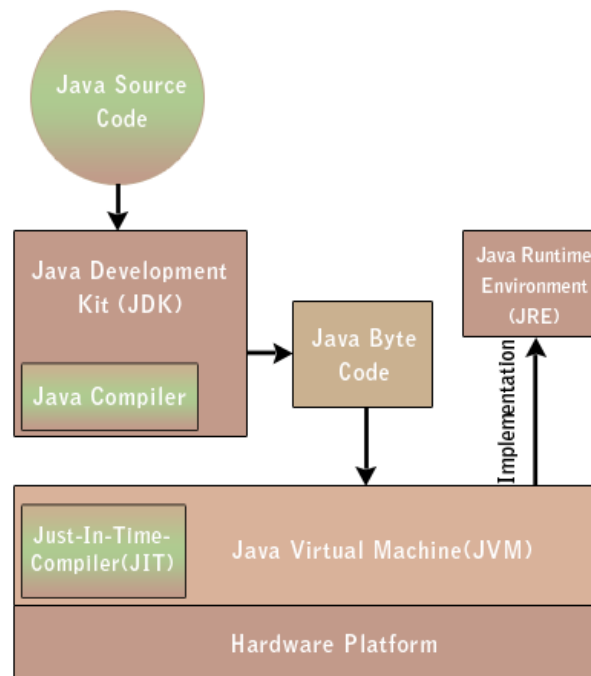 Java Source
Code
Java Development
Kit (JDK)
Java Compiler
Java Byte
Code
Java Runtime
Environment
(JRE)
Implementation
Just-In-Time-
Compiler(JIT)
Java Virtual Machine(JVM)
Hardware Platform